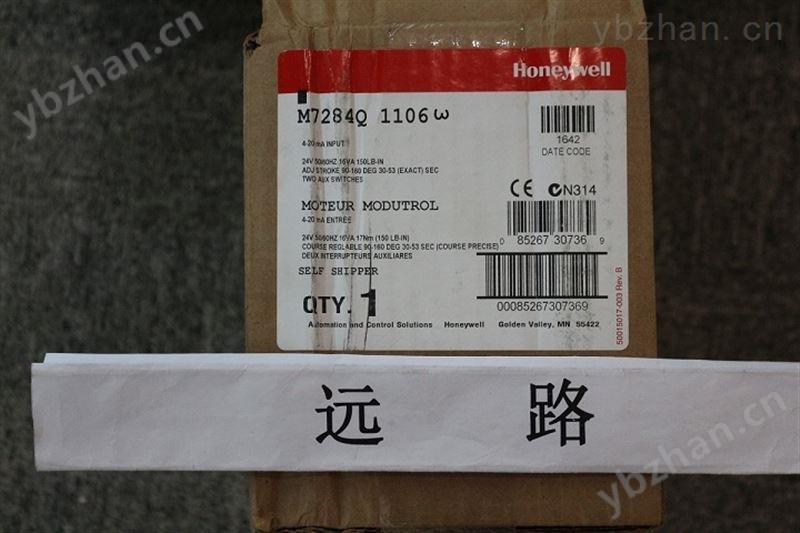 ybzhan.cn
ybzhan.cn
Honeywell
M7284Q 1106 ω
1642
DATE CODE
4-20 mA INPUT
24V 50/60HZ 16VA 150LB-IN
ADJ STROKE 90-160 DEG 30-53 (EXACT) SEC
TWO AUX SWITCHES
CE N314
MOTEUR MODUTROL
4-20 mA ENTRÉE
0 85267 30736 9
24V 50/60HZ 16VA 17Nm (150 LB-IN)
COURSE REGLABLE 90-160 DEG 30-53 SEC (COURSE PRECISE)
DEUX INTERRUPTEURS AUXILIARES
SELF SHIPPER
QTY. 1
00085267307369
Automation and Control Solutions Honeywell Golden Valley, MN 55422
50015017-003 Rev. B
远 路
ybzhan.cn
ybzhan.cn